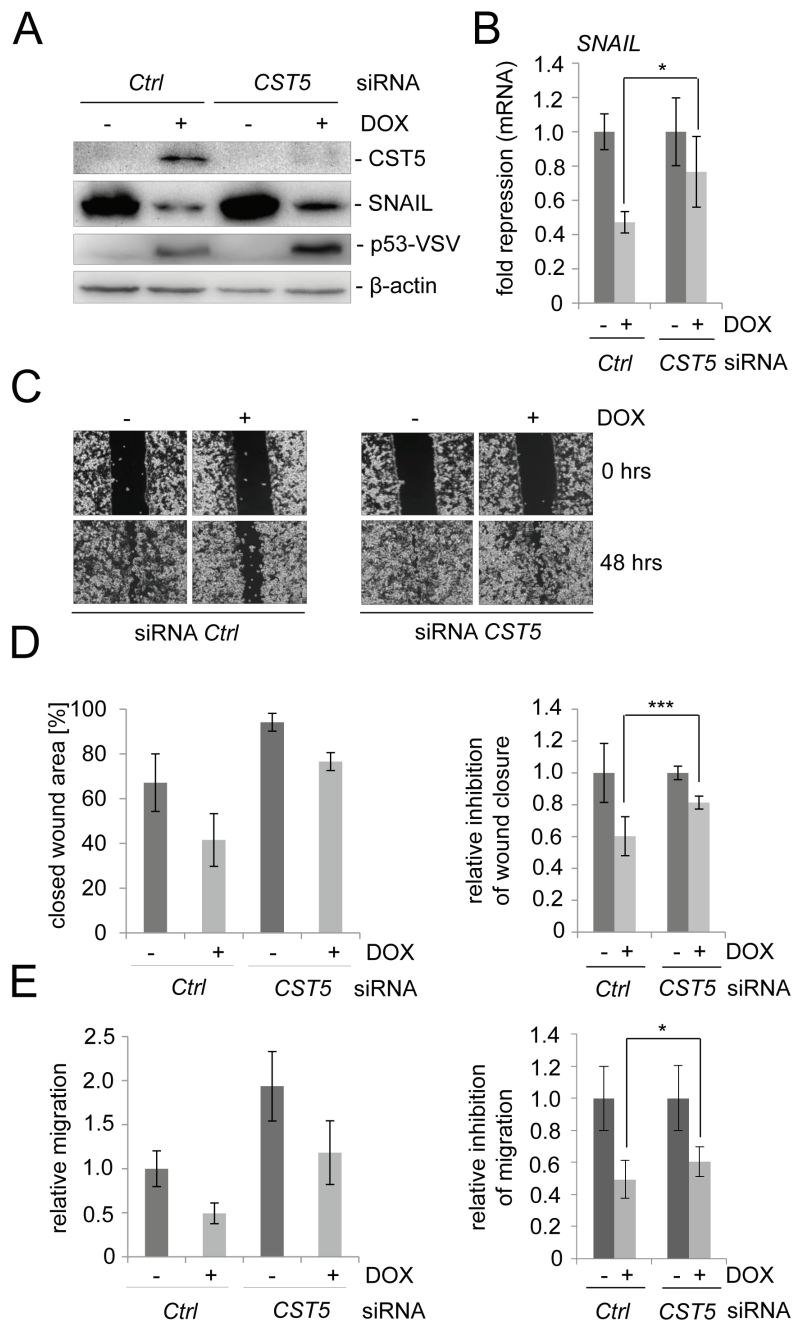 A
Ctrl CST5 siRNA
- + - + DOX
- CST5
- SNAIL
- p53-VSV
- β-actin
B
SNAIL
fold repression (mRNA)
1.4
1.2
1.0
0.8
0.6
0.4
0.2
0
*
- + - + DOX
Ctrl CST5 siRNA
C
- + - + DOX
0 hrs
48 hrs
siRNA Ctrl siRNA CST5
D
closed wound area [%]
100
80
60
40
80
0
- + - + DOX
Ctrl CST5 siRNA
relative inhibition
of wound closure
1.4
1.2
1.0
0.8
0.6
0.4
0.2
0
***
- + - + DOX
Ctrl CST5 siRNA
E
relative migration
2.5
2.0
1.5
1.0
0.5
0
- + - + DOX
Ctrl CST5 siRNA
relative inhibition
of migration
1.4
1.2
1.0
0.8
0.6
0.4
0.2
0
*
- + - + DOX
Ctrl CST5 siRNA